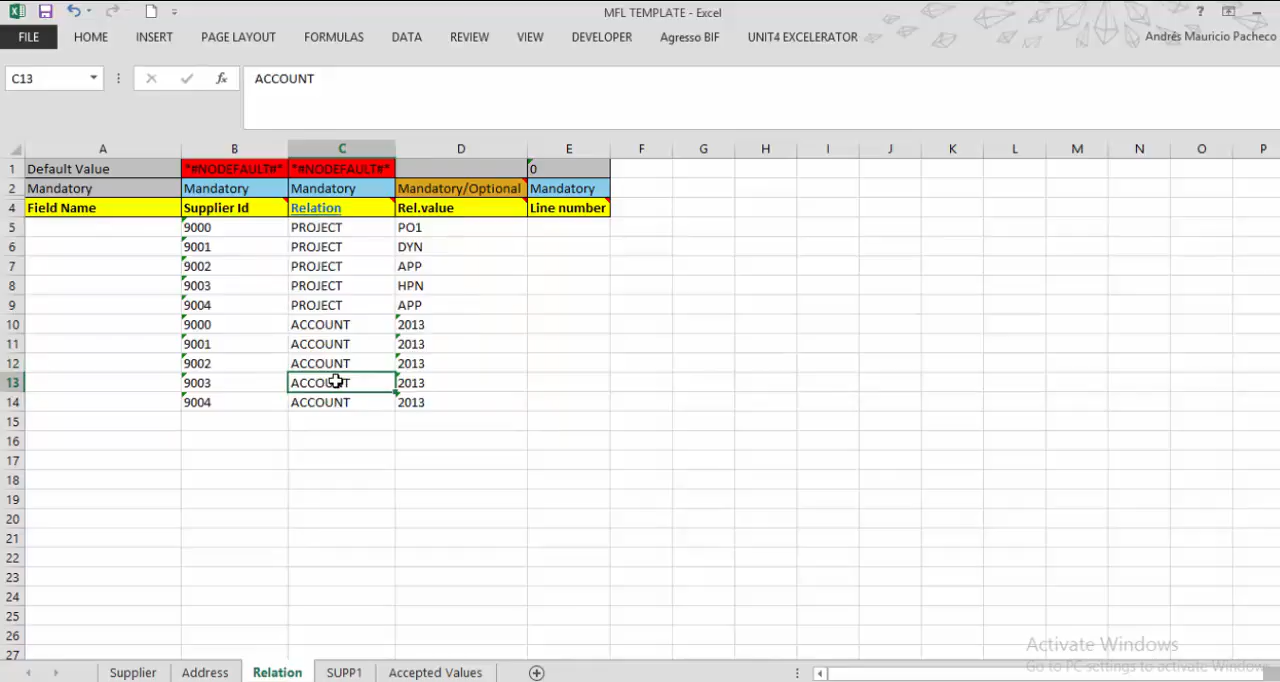 MFL TEMPLATE - Excel
?
FILE HOME INSERT PAGE LAYOUT FORMULAS DATA REVIEW VIEW DEVELOPER Agresso BIF UNIT4 EXCELERATOR Andrés Mauricio Pacheco
C13 fx ACCOUNT
A B C D E F G H I J K L M N O P
1 Default Value *#NODEFAULT#* *#NODEFAULT#* 0
2 Mandatory Mandatory Mandatory Mandatory/Optional Mandatory
4 Field Name Supplier Id Relation Rel.value Line number
5 9000 PROJECT PO1
6 9001 PROJECT DYN
7 9002 PROJECT APP
8 9003 PROJECT HPN
9 9004 PROJECT APP
10 9000 ACCOUNT 2013
11 9001 ACCOUNT 2013
12 9002 ACCOUNT 2013
13 9003 ACCOUNT 2013
14 9004 ACCOUNT 2013
15
16
17
18
19
20
21
22
23
24
25
26
27
Activate Windows
Go to PC settings to activate Windows.
Supplier Address Relation SUPP1 Accepted Values